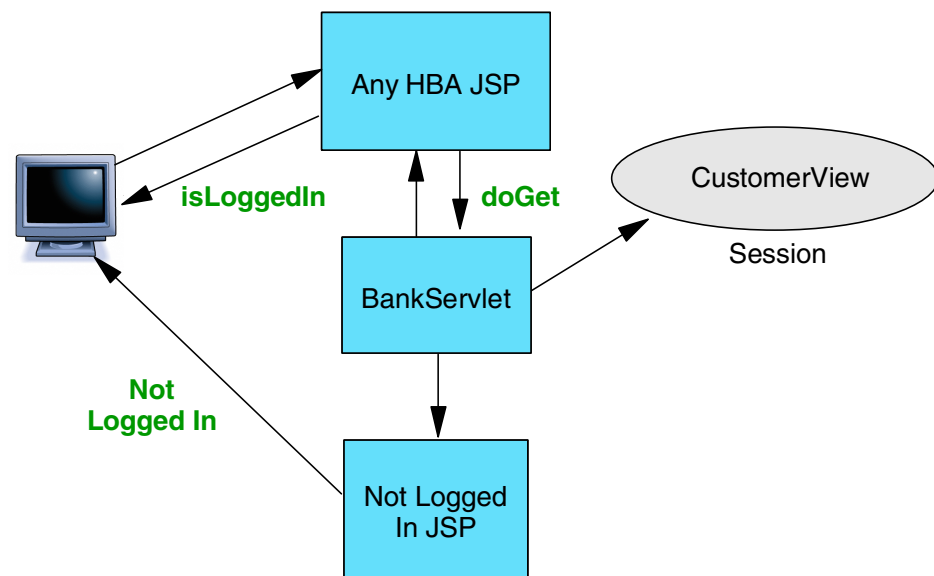 Any HBA JSP
isLoggedIn
doGet
CustomerView
Session
BankServlet
Not
Logged In
Not Logged
In JSP